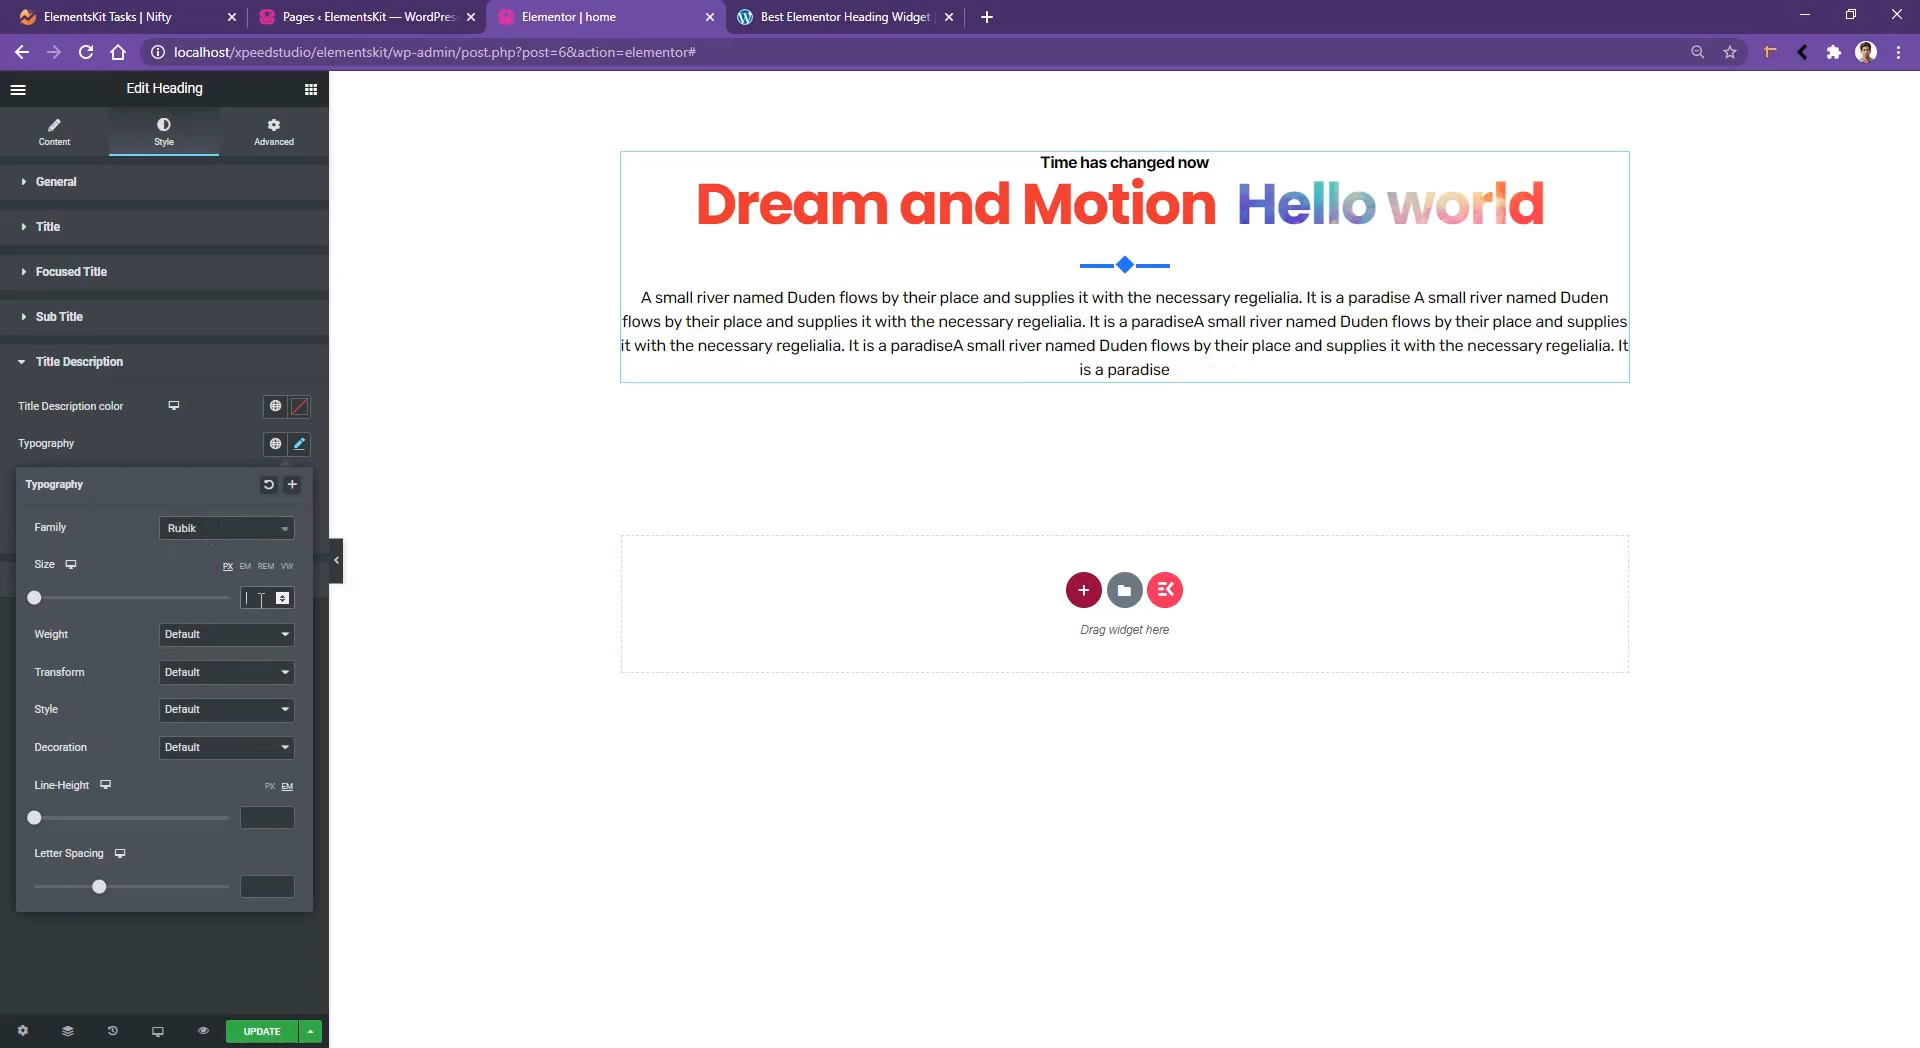 ElementsKit Tasks | Nifty
Pages ‹ ElementsKit — WordPres
Elementor | home
Best Elementor Heading Widget
localhost/xpeedstudio/elementskit/wp-admin/post.php?post=6&action=elementor#
Edit Heading
Content
Style
Advanced
General
Title
Focused Title
Sub Title
Title Description
Title Description color
Typography
Typography
Family
Rubik
Size
PX EM REM VW
Weight
Default
Transform
Default
Style
Default
Decoration
Default
Line-Height
PX EM
Letter Spacing
UPDATE
Time has changed now
Dream and Motion Hello world
A small river named Duden flows by their place and supplies it with the necessary regelialia. It is a paradise A small river named Duden
flows by their place and supplies it with the necessary regelialia. It is a paradiseA small river named Duden flows by their place and supplies
it with the necessary regelialia. It is a paradiseA small river named Duden flows by their place and supplies it with the necessary regelialia. It
is a paradise
Drag widget here